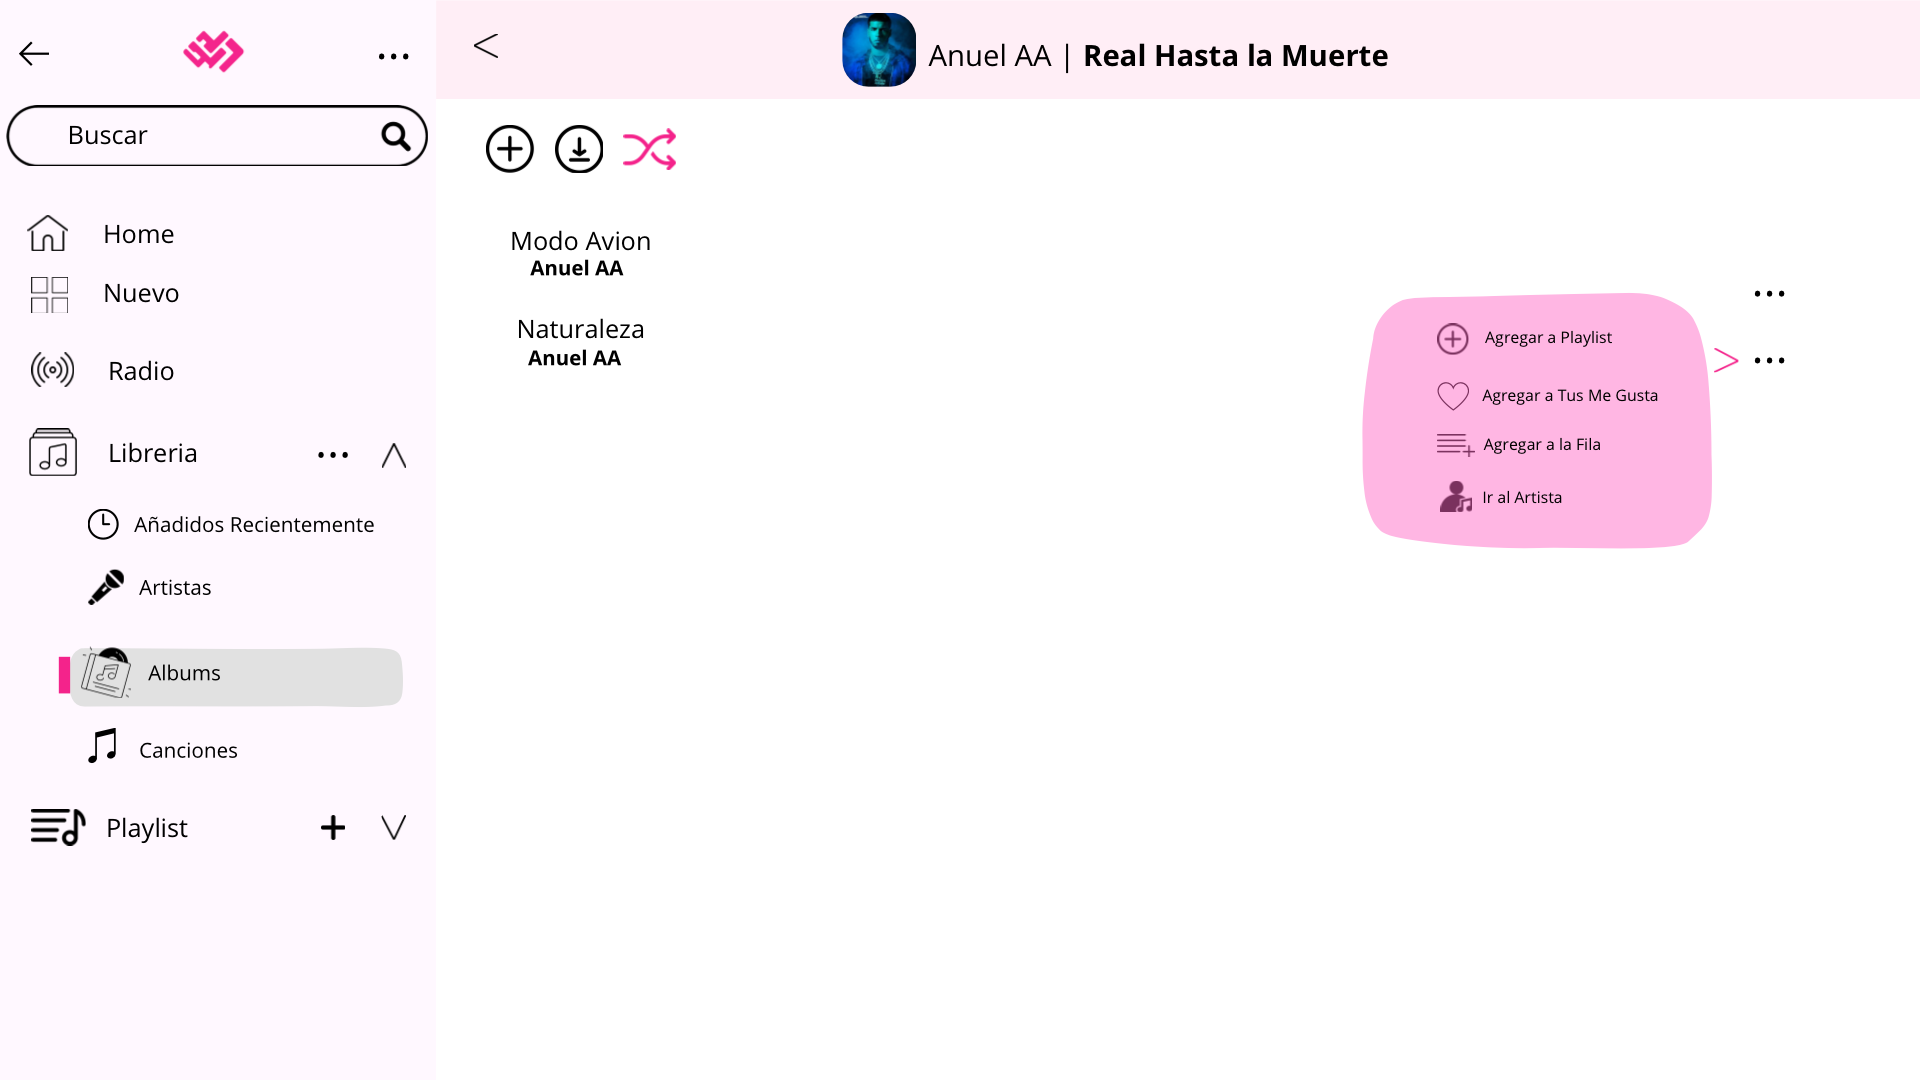 Buscar
Home
Nuevo
Radio
Libreria
Añadidos Recientemente
Artistas
Albums
Canciones
Playlist
Anuel AA | Real Hasta la Muerte
Modo Avion
Anuel AA
Naturaleza
Anuel AA
Agregar a Playlist
Agregar a Tus Me Gusta
Agregar a la Fila
Ir al Artista